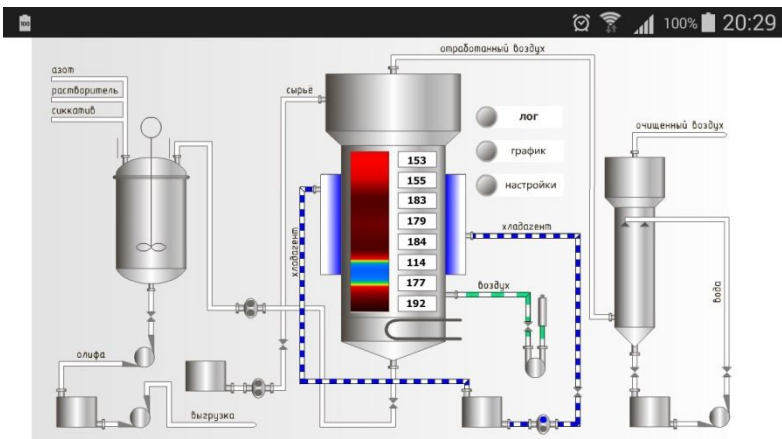 100
100%
20:29
отработанный воздух
азот
растворитель
сиккатив
сырьё
лог
график
настройки
очищенный воздух
153
155
183
179
184
114
177
192
хладагент
хладагент
воздух
вода
олифа
выгрузка